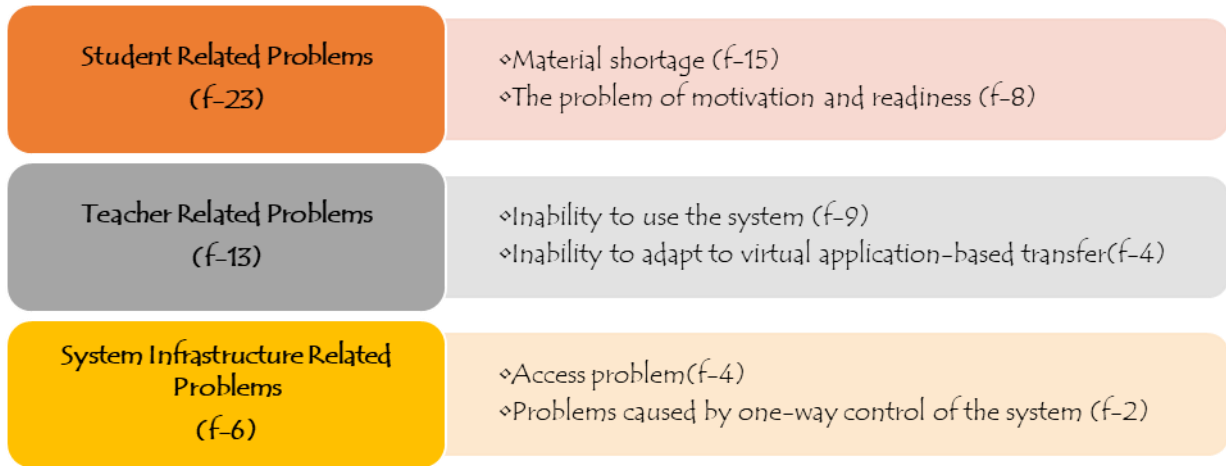 Student Related Problems
(f-23)
⋄Material shortage (f-15)
⋄The problem of motivation and readiness (f-8)
Teacher Related Problems
(f-13)
⋄Inability to use the system (f-9)
⋄Inability to adapt to virtual application-based transfer(f-4)
System Infrastructure Related
Problems
(f-6)
⋄Access problem(f-4)
⋄Problems caused by one-way control of the system (f-2)